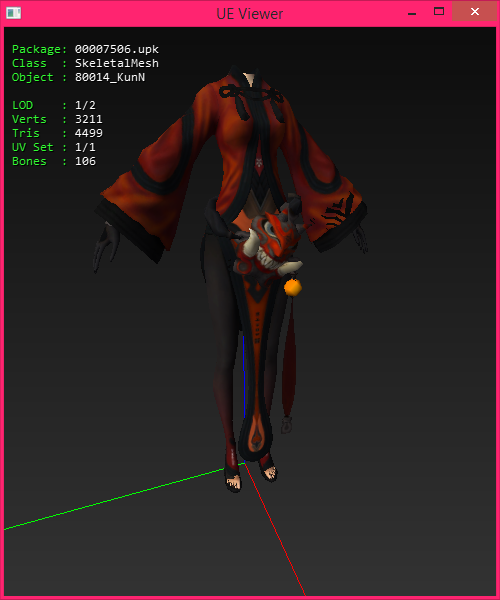 UE Viewer
Package: 00007506.upk
Class : SkeletalMesh
Object : 80014_KunN
LOD : 1/2
Verts : 3211
Tris : 4499
UV Set : 1/1
Bones : 106